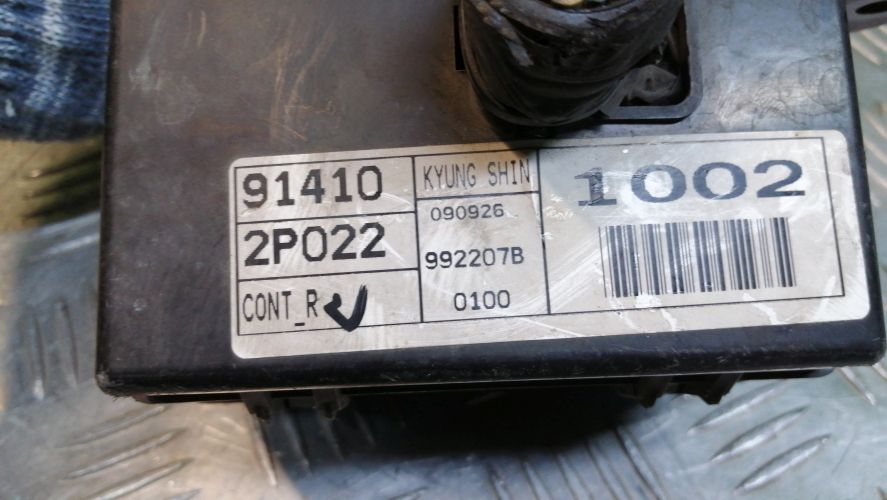 91410
2P022
CONT_R
KYUNG SHIN
090926
992207B
0100
1002